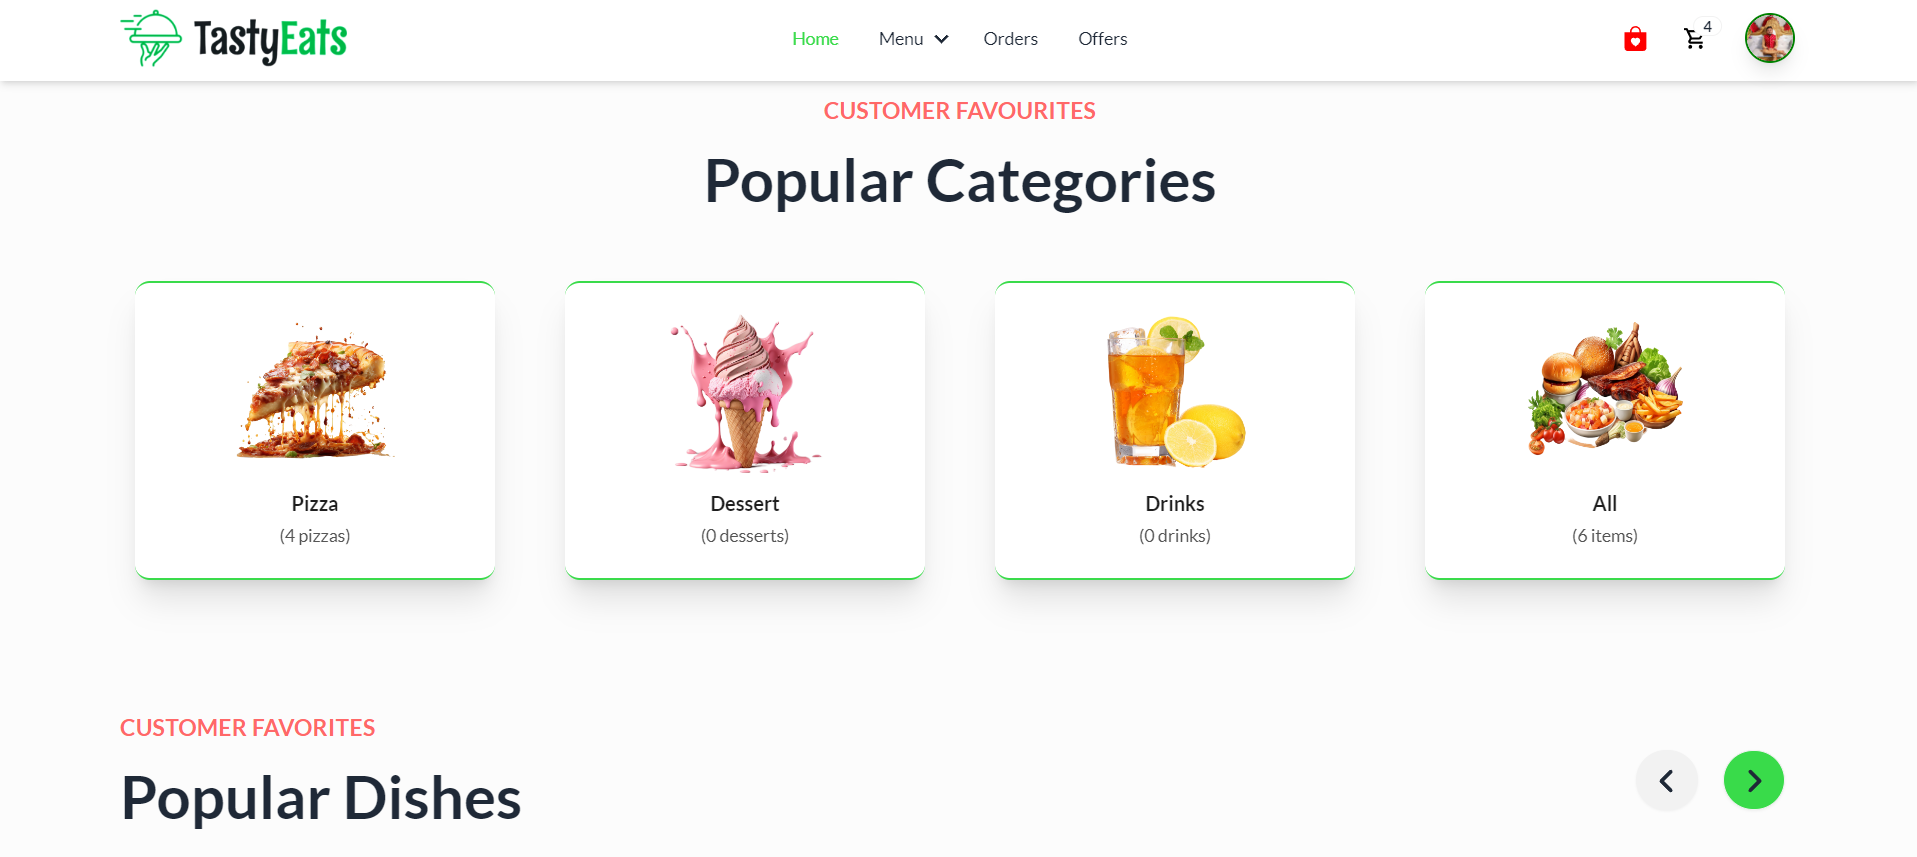 TastyEats
Home Menu Orders Offers
4
CUSTOMER FAVOURITES
Popular Categories
Pizza
(4 pizzas)
Dessert
(0 desserts)
Drinks
(0 drinks)
All
(6 items)
CUSTOMER FAVORITES
Popular Dishes